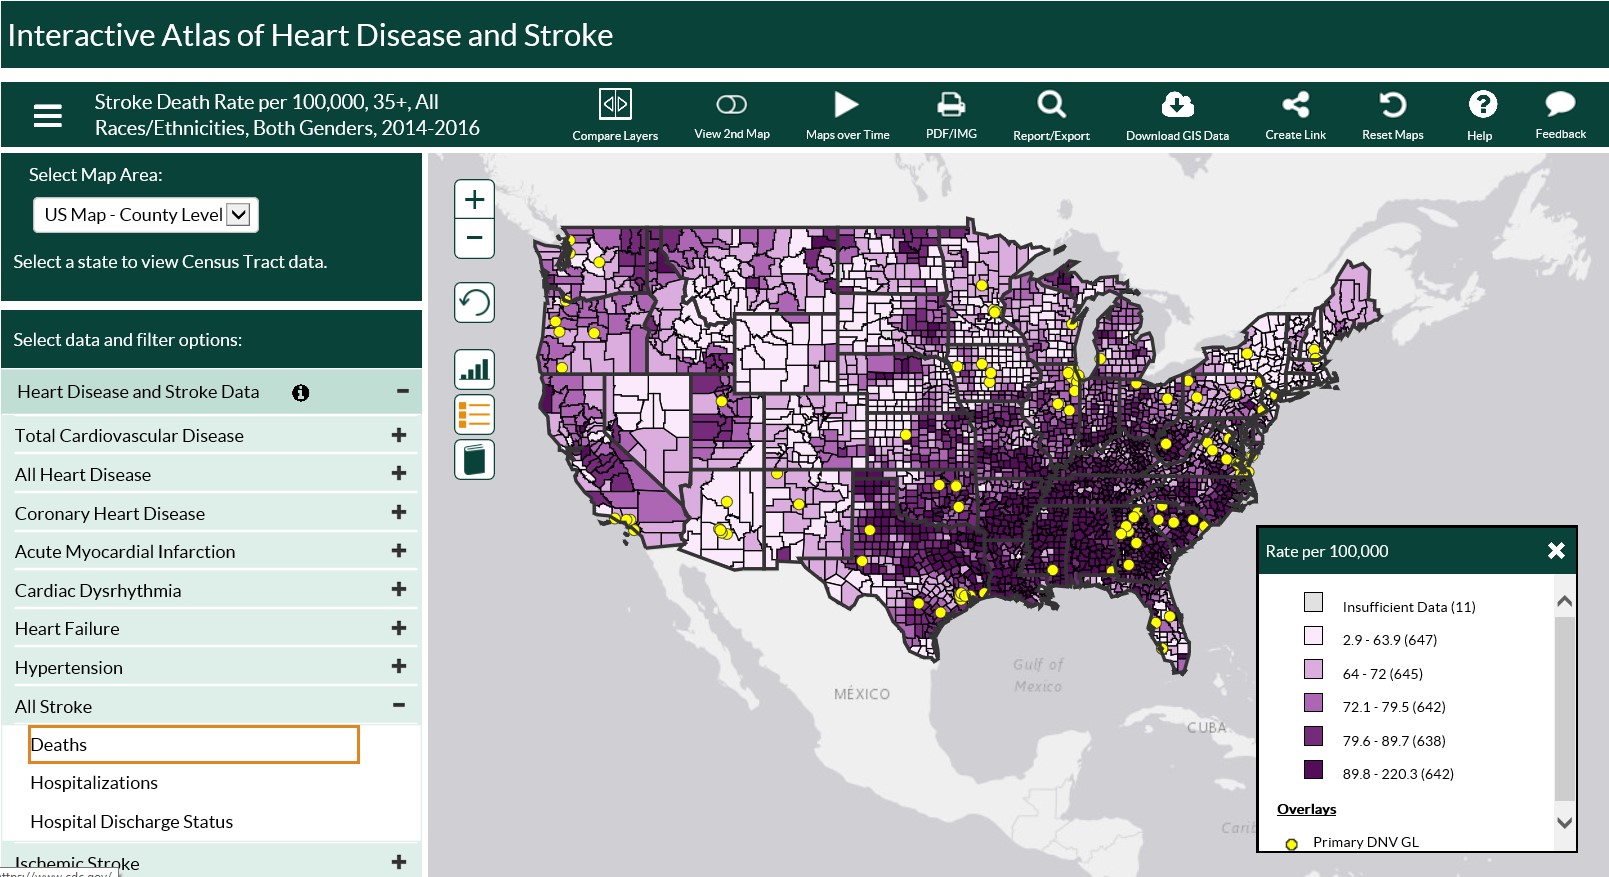 Interactive Atlas of Heart Disease and Stroke
Stroke Death Rate per 100,000, 35+, All
Races/Ethnicities, Both Genders, 2014-2016
Compare Layers
View 2nd Map
Maps over Time
PDF/IMG
Report/Export
Download GIS Data
Create Link
Reset Maps
Help
Feedback
Select Map Area:
US Map - County Level
Select a state to view Census Tract data.
Select data and filter options:
Heart Disease and Stroke Data
Total Cardiovascular Disease
All Heart Disease
Coronary Heart Disease
Acute Myocardial Infarction
Cardiac Dysrhythmia
Heart Failure
Hypertension
All Stroke
Deaths
Hospitalizations
Hospital Discharge Status
Ischemic Stroke
MÉXICO
Gulf of
Mexico
CUBA
Rate per 100,000
Insufficient Data (11)
2.9 - 63.9 (647)
64 - 72 (645)
72.1 - 79.5 (642)
79.6 - 89.7 (638)
89.8 - 220.3 (642)
Overlays
Primary DNV GL